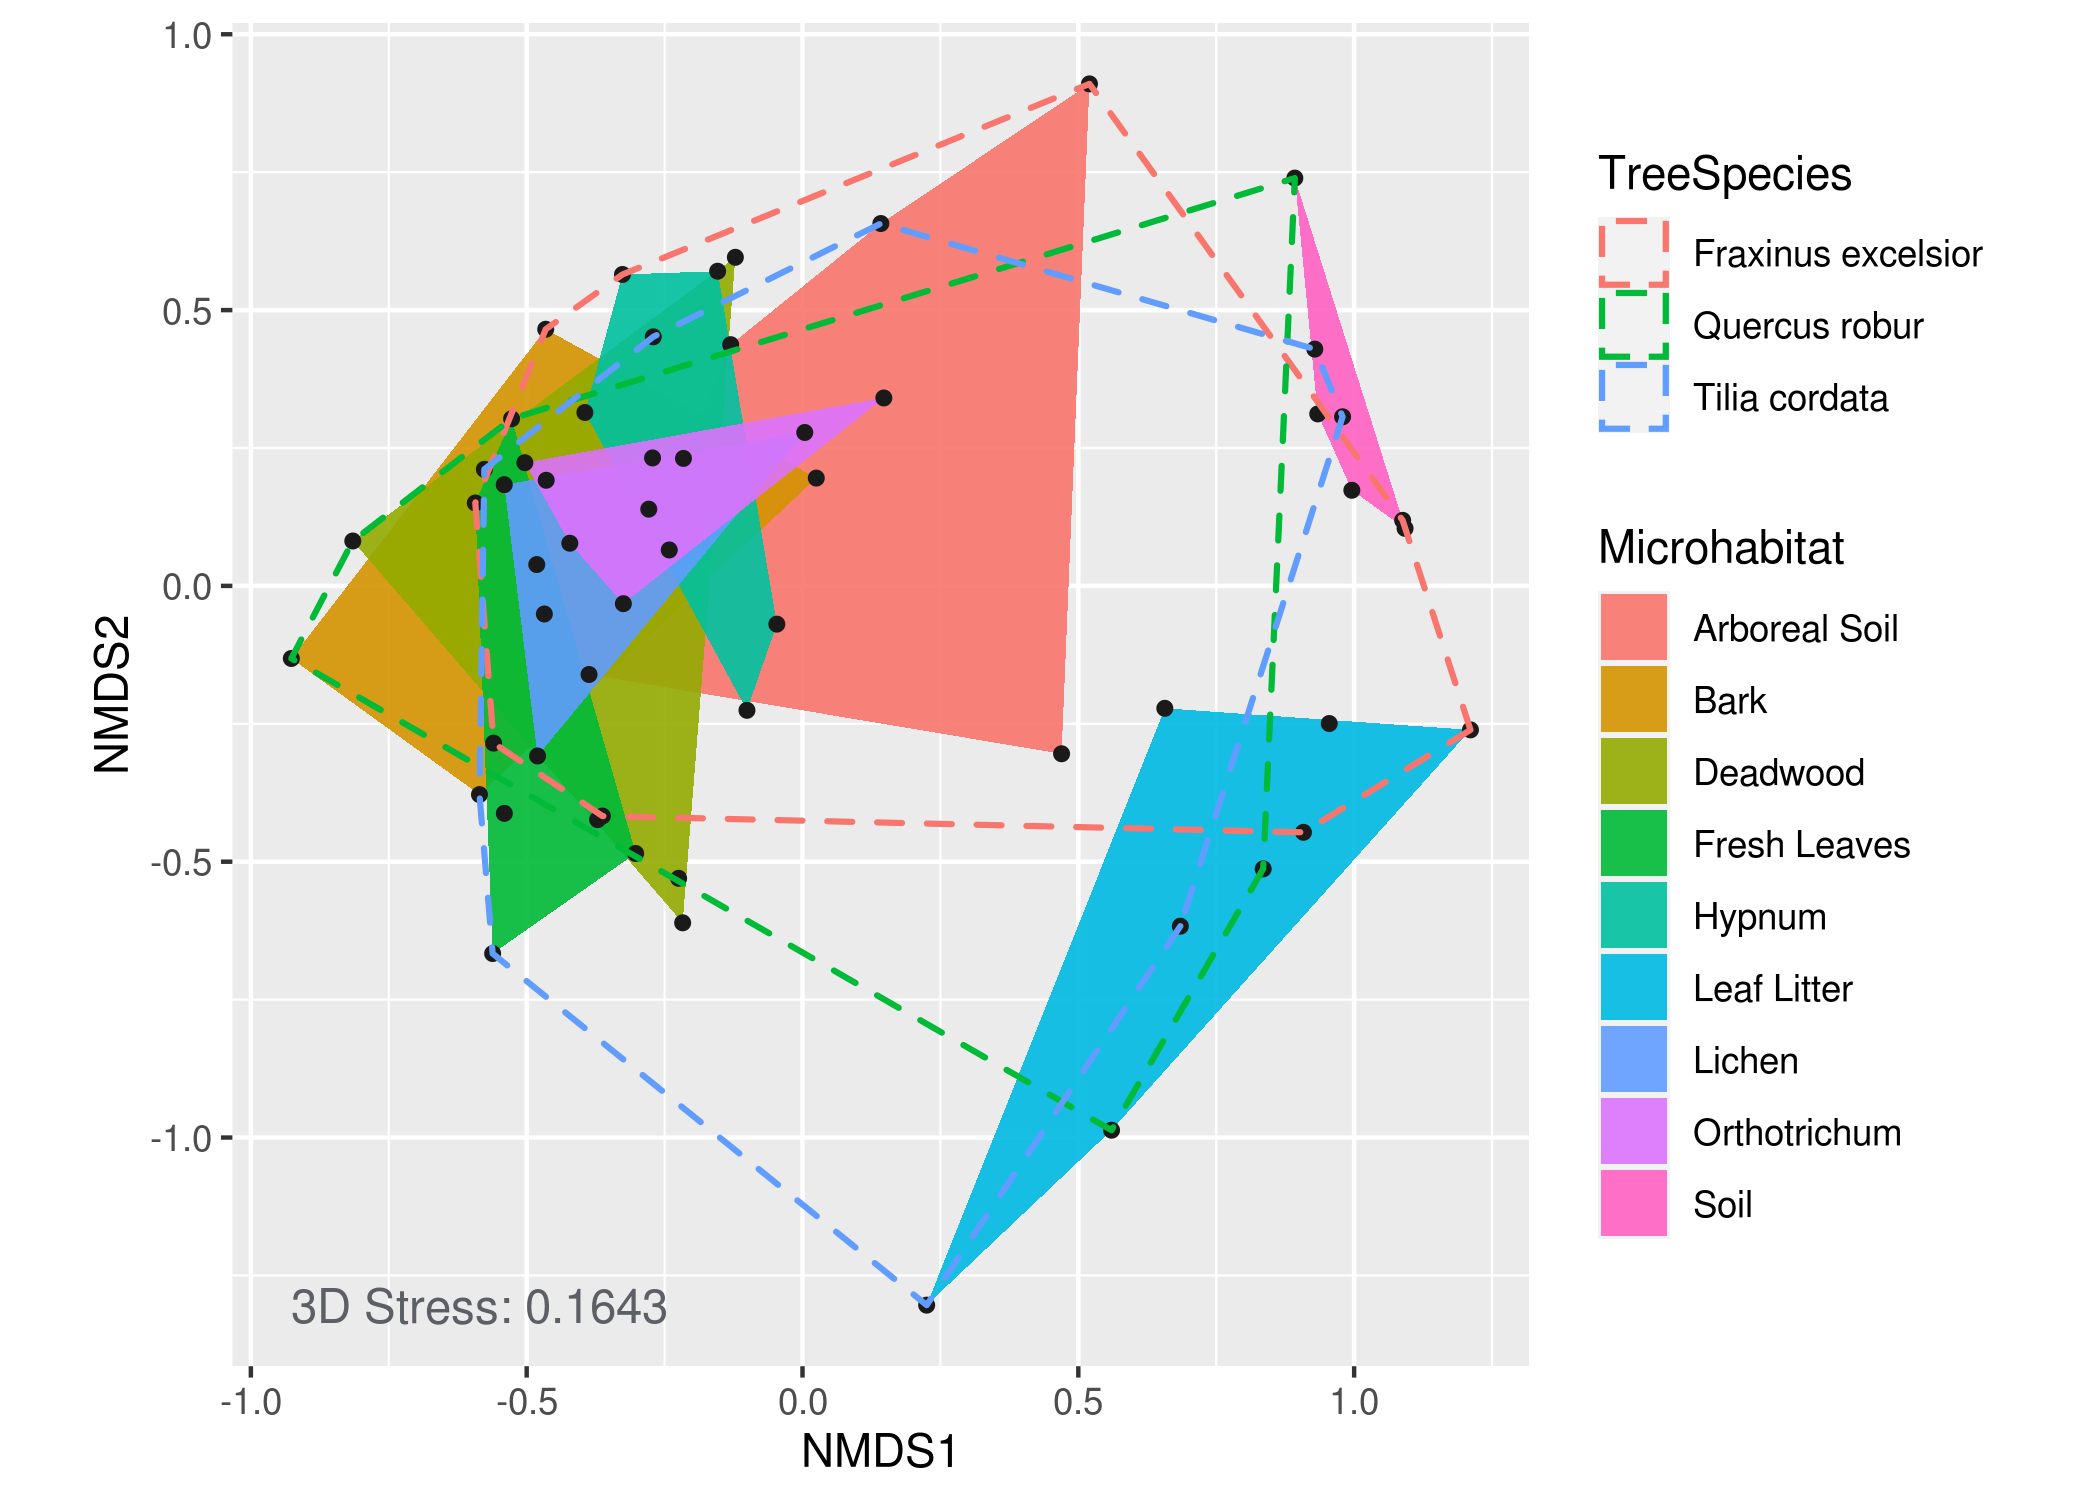 1.0
0.5
0.0
-0.5
-1.0
NMDS2
-1.0 -0.5 0.0 0.5 1.0
NMDS1
3D Stress: 0.1643
TreeSpecies
Fraxinus excelsior
Quercus robur
Tilia cordata
Microhabitat
Arboreal Soil
Bark
Deadwood
Fresh Leaves
Hypnum
Leaf Litter
Lichen
Orthotrichum
Soil